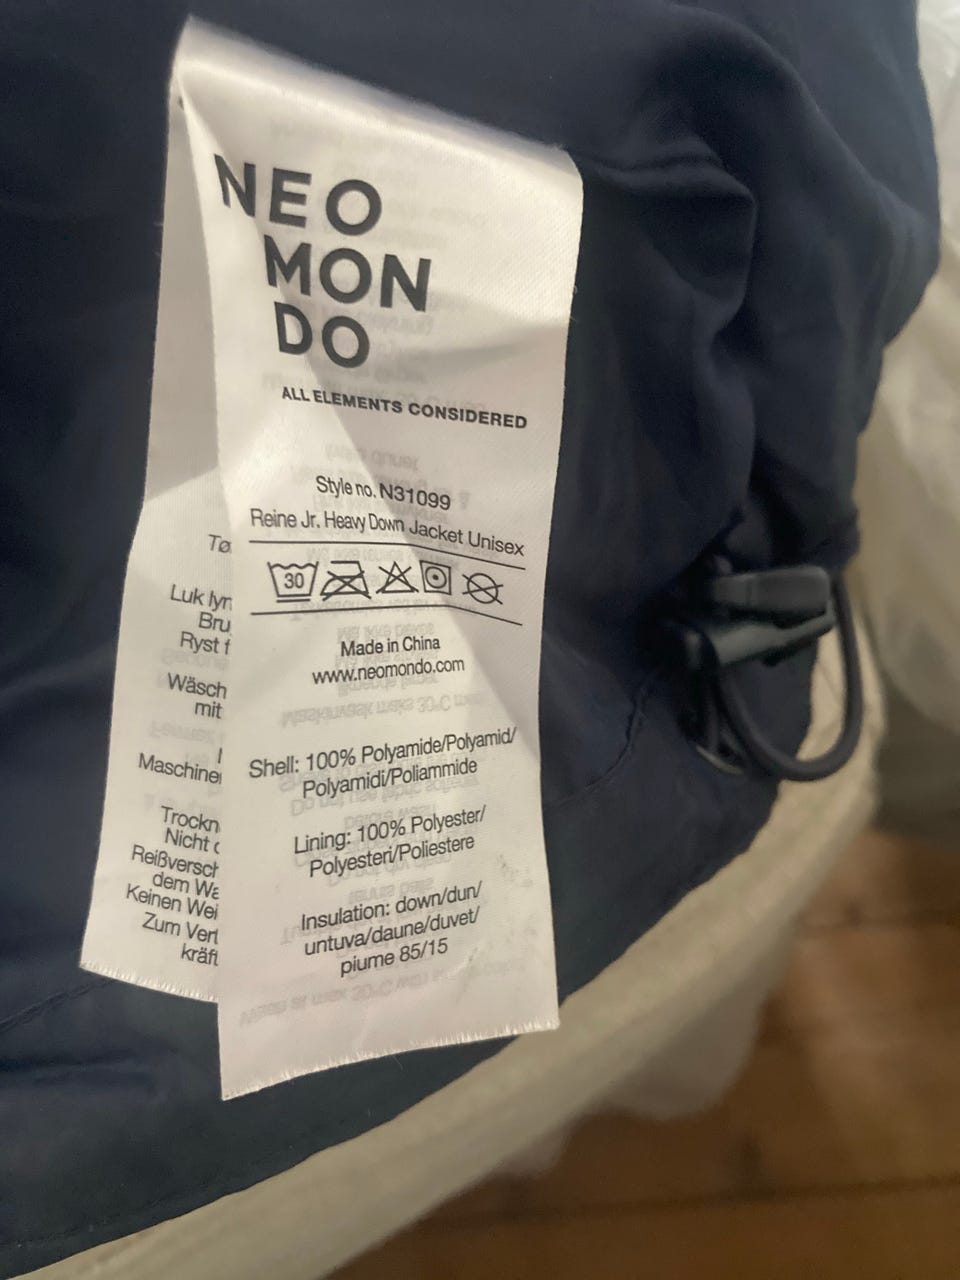 NEO
MON
DO
ALL ELEMENTS CONSIDERED
Style no. N31099
Reine Jr. Heavy Down Jacket Unisex
30
Made in China
www.neomondo.com
Shell: 100% Polyamide/Polyamid/
Polyamidi/Poliammide
Lining: 100% Polyester/
Polyesteri/Poliestere
Insulation: down/dun/
untuva/daune/duvet/
piume 85/15
Tø
Luk lyn
Bru
Ryst f
Wäsch
mit
Maschine
Trockn
Nicht
Reißversch
dem Wa
Keinen Wei
Zum Vert
kräft